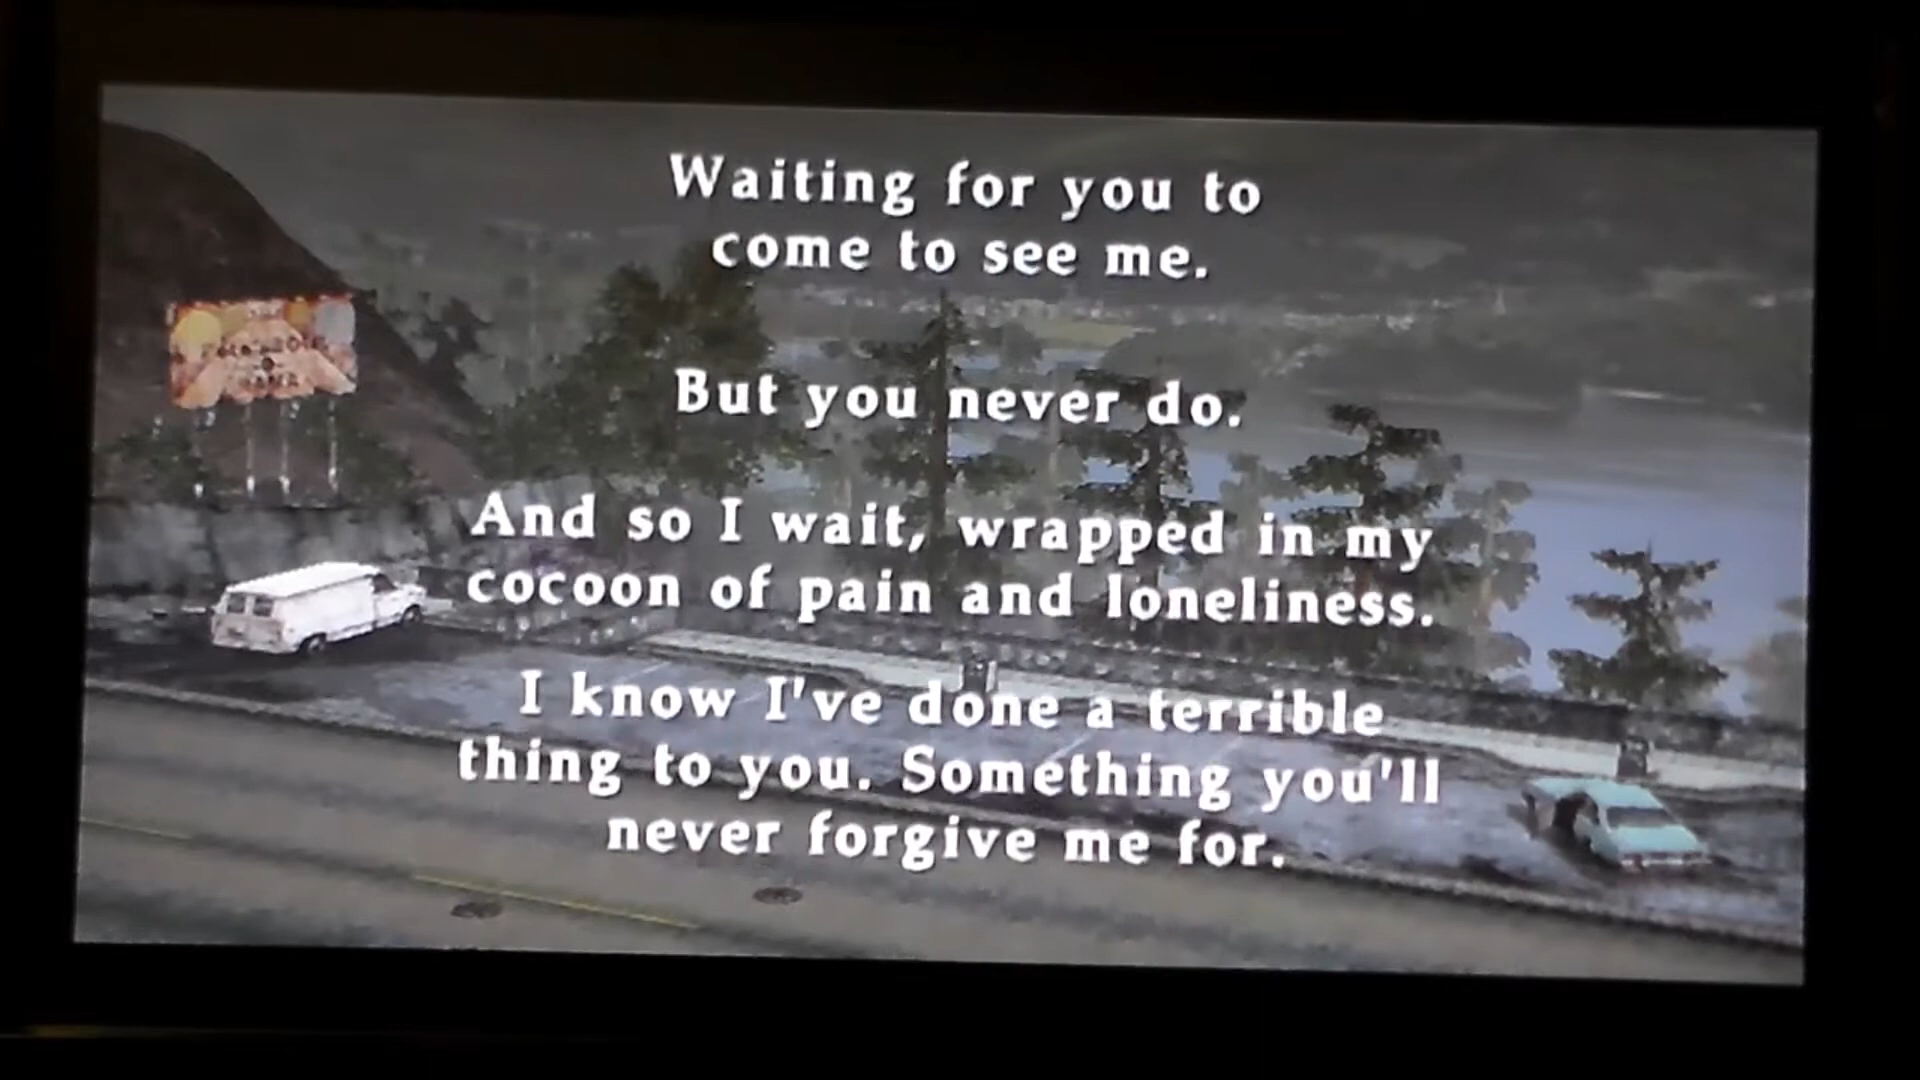 Waiting for you to
come to see me.
But you never do.
And so I wait, wrapped in my
cocoon of pain and loneliness.
I know I've done a terrible
thing to you. Something you'll
never forgive me for.